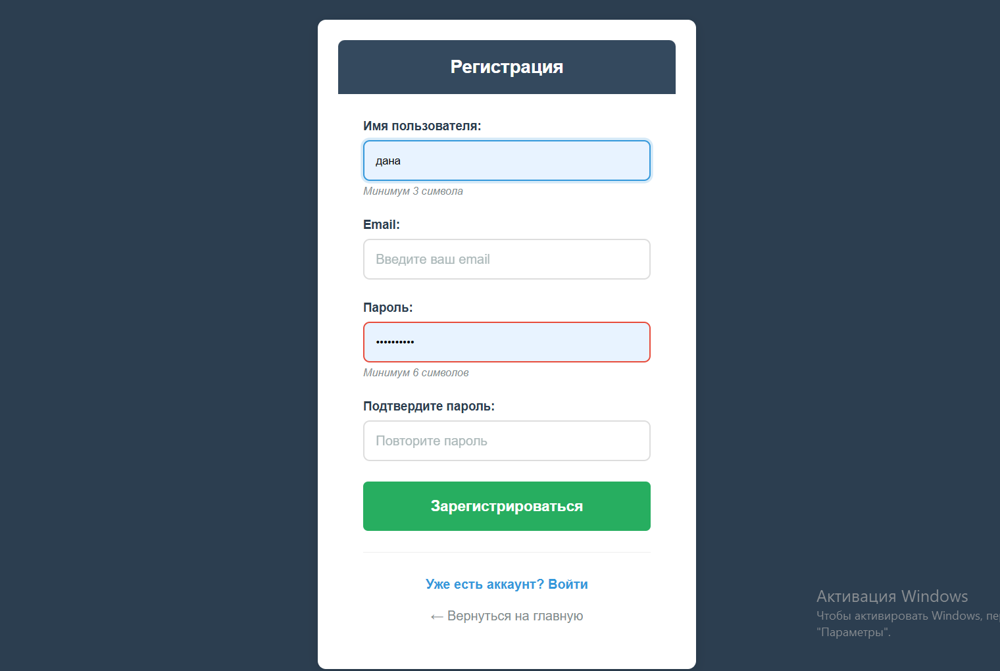 Регистрация
Имя пользователя:
дана
Минимум 3 символа
Email:
Введите ваш email
Пароль:
••••••••••
Минимум 6 символов
Подтвердите пароль:
Повторите пароль
Зарегистрироваться
Уже есть аккаунт? Войти
← Вернуться на главную
Активация Windows
Чтобы активировать Windows, пе
"Параметры".